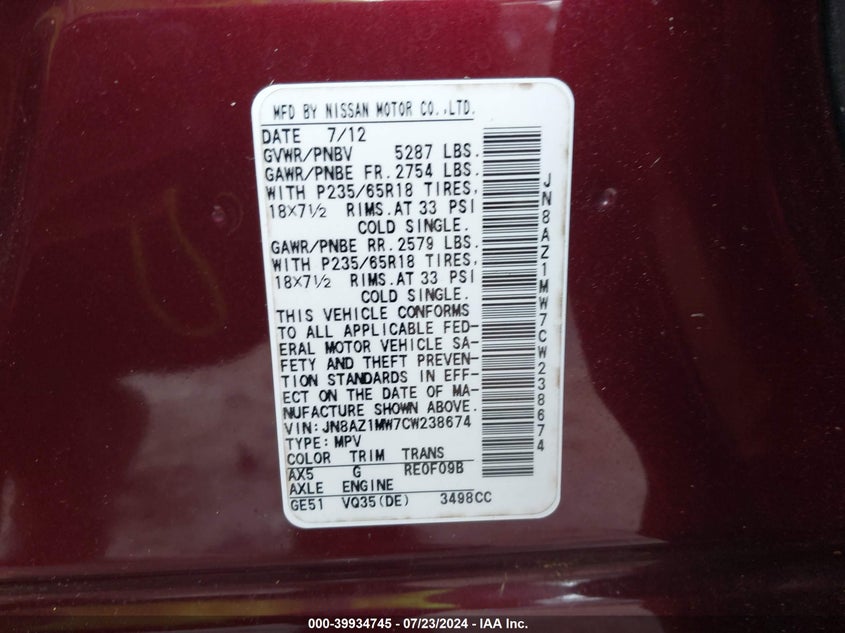 MFD BY NISSAN MOTOR CO.,LTD.
DATE 7/12
GVWR/PNBV 5287 LBS.
GAWR/PNBE FR. 2754 LBS.
WITH P235/65R18 TIRES,
18X7½ RIMS.AT 33 PSI
COLD SINGLE.
GAWR/PNBE RR. 2579 LBS.
WITH P235/65R18 TIRES,
18X7½ RIMS.AT 33 PSI
COLD SINGLE.
THIS VEHICLE CONFORMS
TO ALL APPLICABLE FED-
ERAL MOTOR VEHICLE SA-
FETY AND THEFT PREVEN-
TION STANDARDS IN EFF-
ECT ON THE DATE OF MA-
NUFACTURE SHOWN ABOVE.
VIN: JN8AZ1MW7CW238674
TYPE: MPV
COLOR TRIM TRANS
AX5 G RE0F09B
AXLE ENGINE
GE51 VQ35(DE) 3498CC
JN8AZ1MW7CW238674
000-39934745 - 07/23/2024 - IAA Inc.